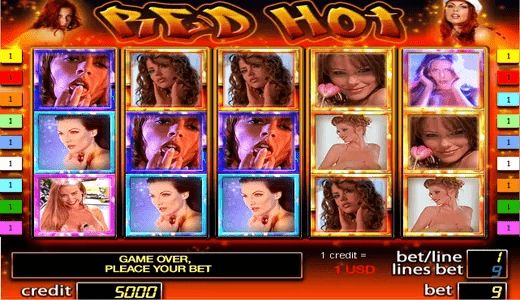 RED HOT
1 1
1 1
1 1
1 1
1 1
1 1
1 1
1 1
1 1
GAME OVER,
PLEACE YOUR BET
1 credit =
1 USD
bet/line 1
lines bet 9
credit 5000
bet 9